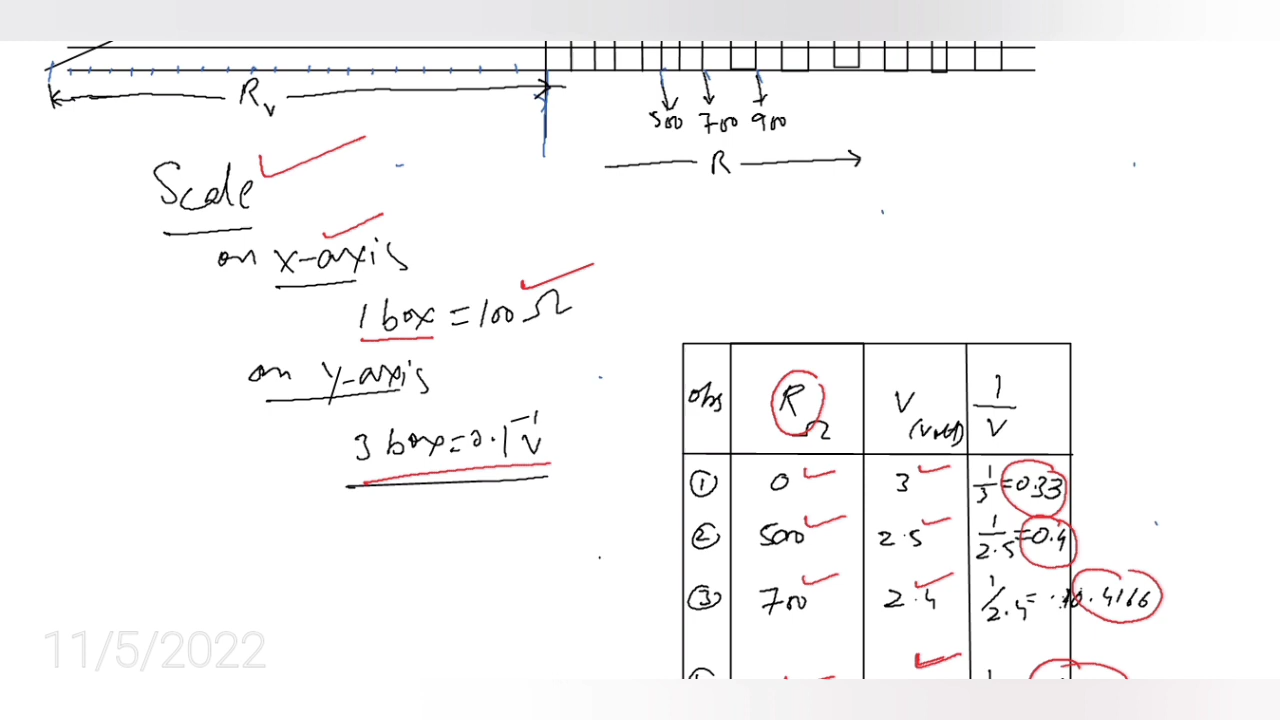 Rv
500 700 900
R
Scale
on x-axis
1 box = 100 Ω
on y-axis
3 box = 0.1 V⁻¹
obs R Ω V (volt) 1/V
① 0 3 1/3 = 0.33
② 500 2.5 1/2.5 = 0.4
③ 700 2.4 1/2.4 = 0.4166
11/5/2022